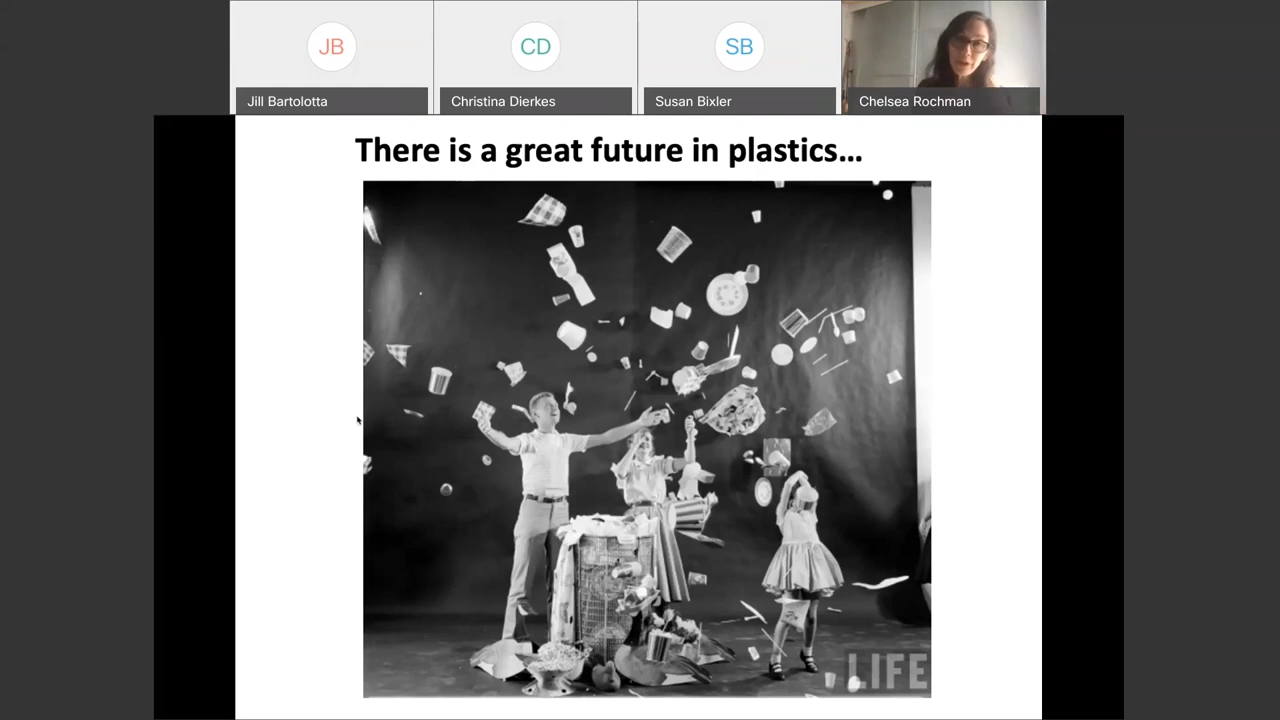 JB
CD
SB
Jill Bartolotta
Christina Dierkes
Susan Bixler
Chelsea Rochman
There is a great future in plastics...
LIFE